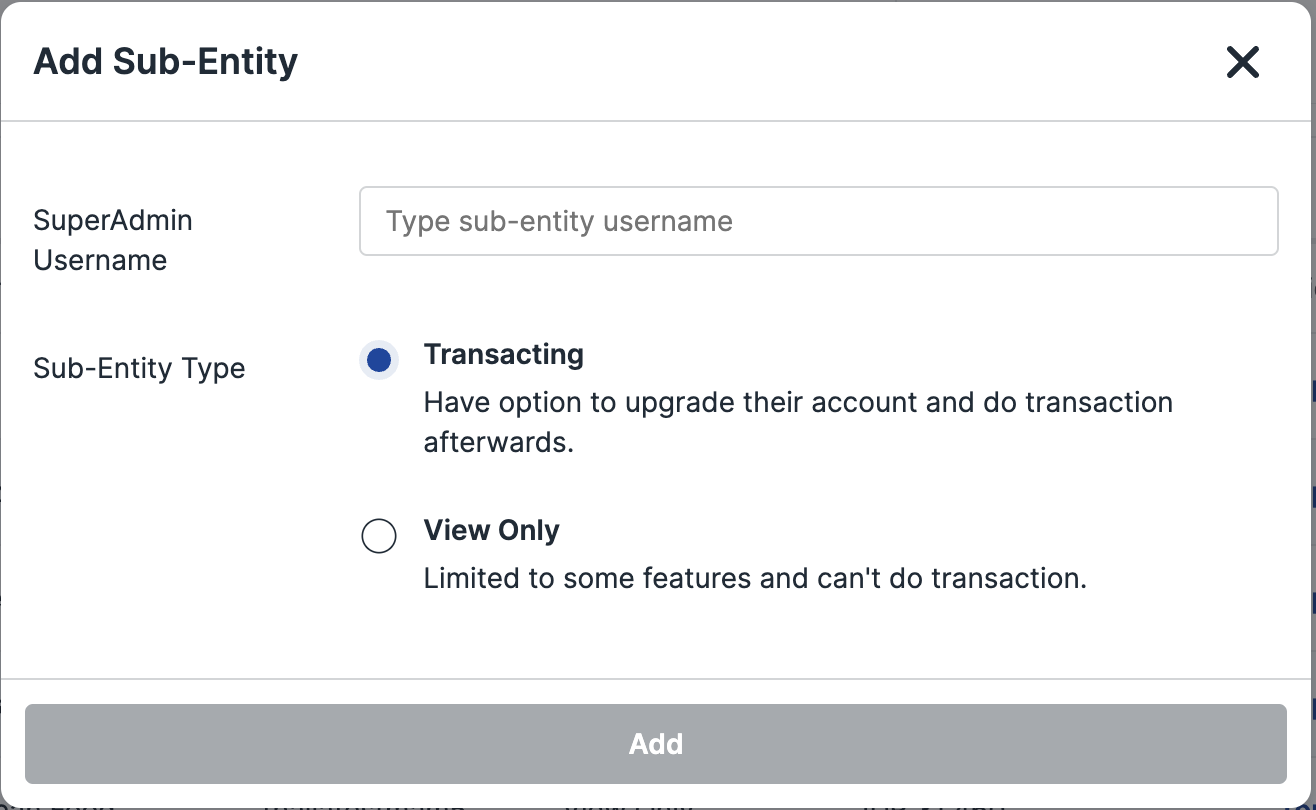 Add Sub-Entity
SuperAdmin
Username
Type sub-entity username
Sub-Entity Type
Transacting
Have option to upgrade their account and do transaction
afterwards.
View Only
Limited to some features and can't do transaction.
Add